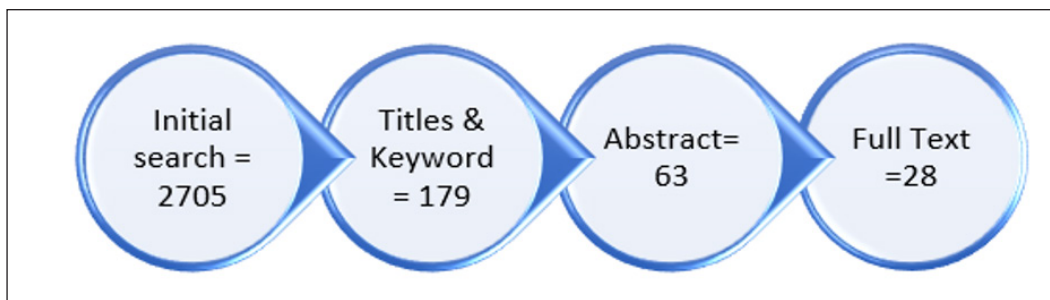 Initial
search =
2705
Titles &
Keyword
= 179
Abstract=
63
Full Text
=28